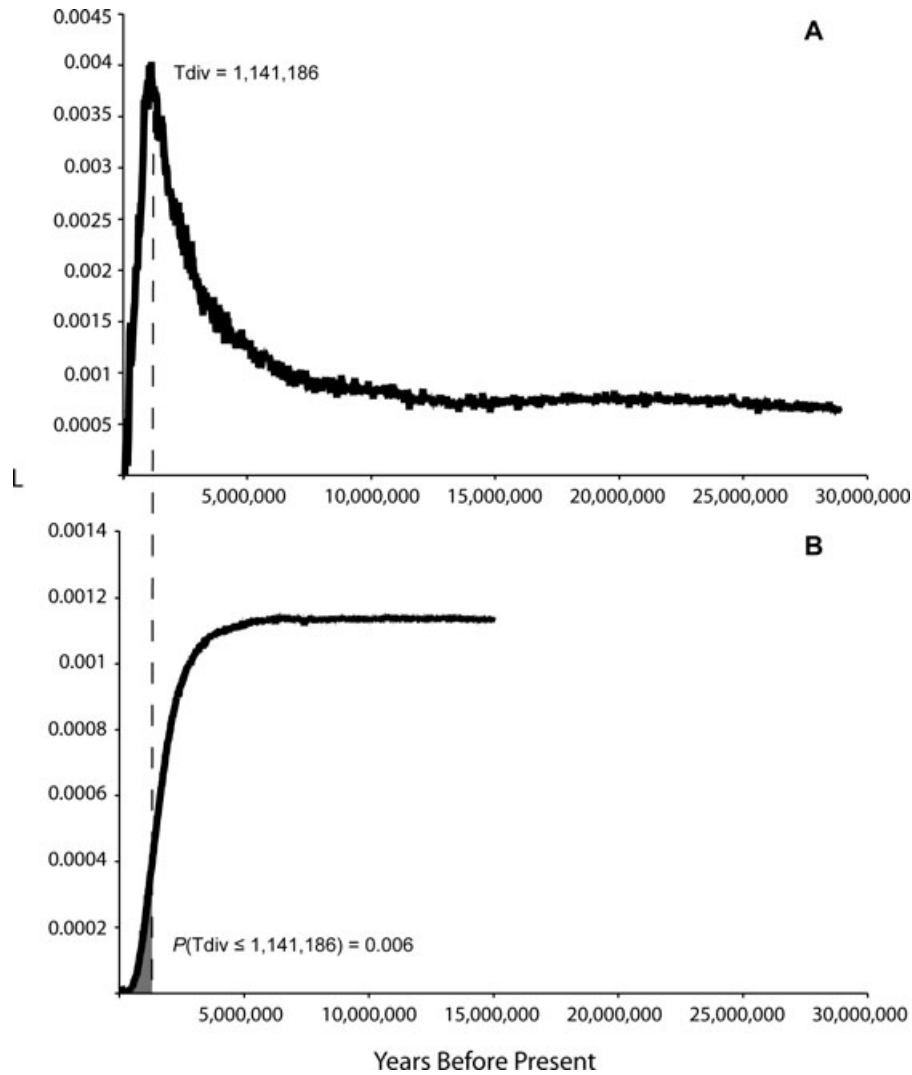 0.0045
A
0.004
Tdiv = 1,141,186
0.0035
0.003
0.0025
0.002
0.0015
0.001
0.0005
L
5,000,000 10,000,000 15,000,000 20,000,000 25,000,000 30,000,000
0.0014
B
0.0012
0.001
0.0008
0.0006
0.0004
0.0002
P(Tdiv ≤ 1,141,186) = 0.006
5,000,000 10,000,000 15,000,000 20,000,000 25,000,000 30,000,000
Years Before Present